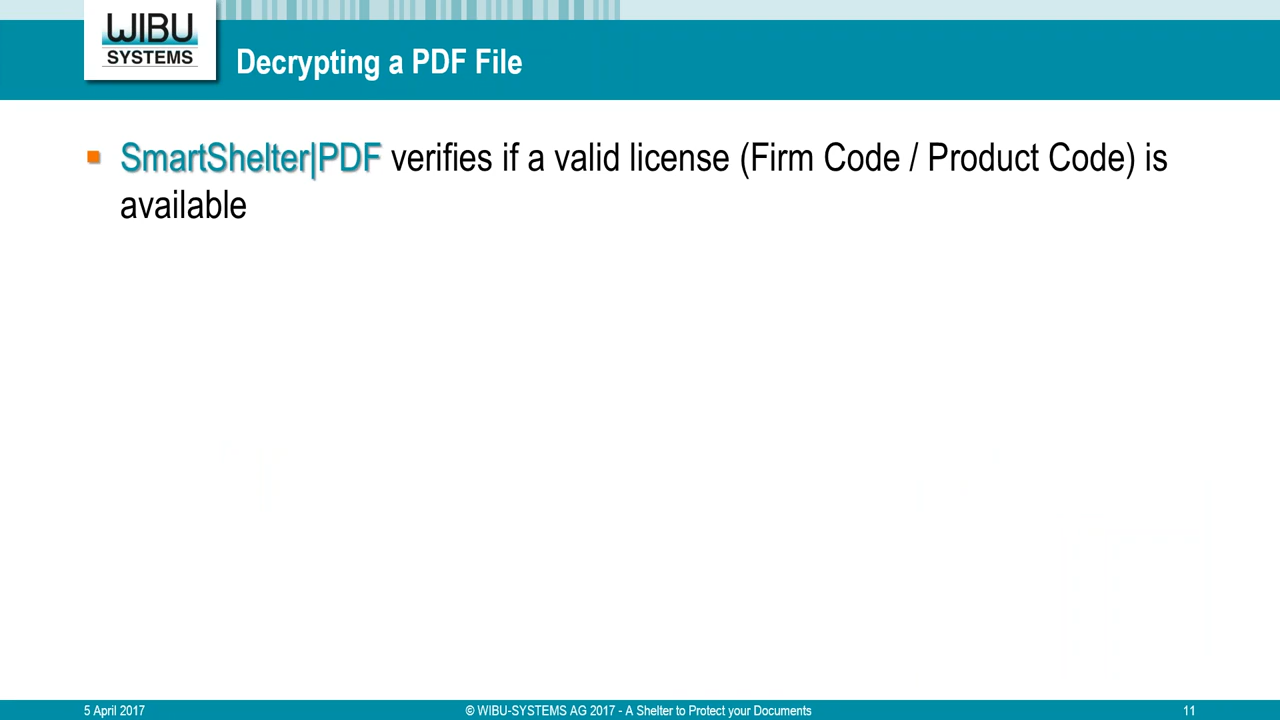 WIBU
SYSTEMS
Decrypting a PDF File
SmartShelter|PDF verifies if a valid license (Firm Code / Product Code) is
available
5 April 2017
© WIBU-SYSTEMS AG 2017 - A Shelter to Protect your Documents
11